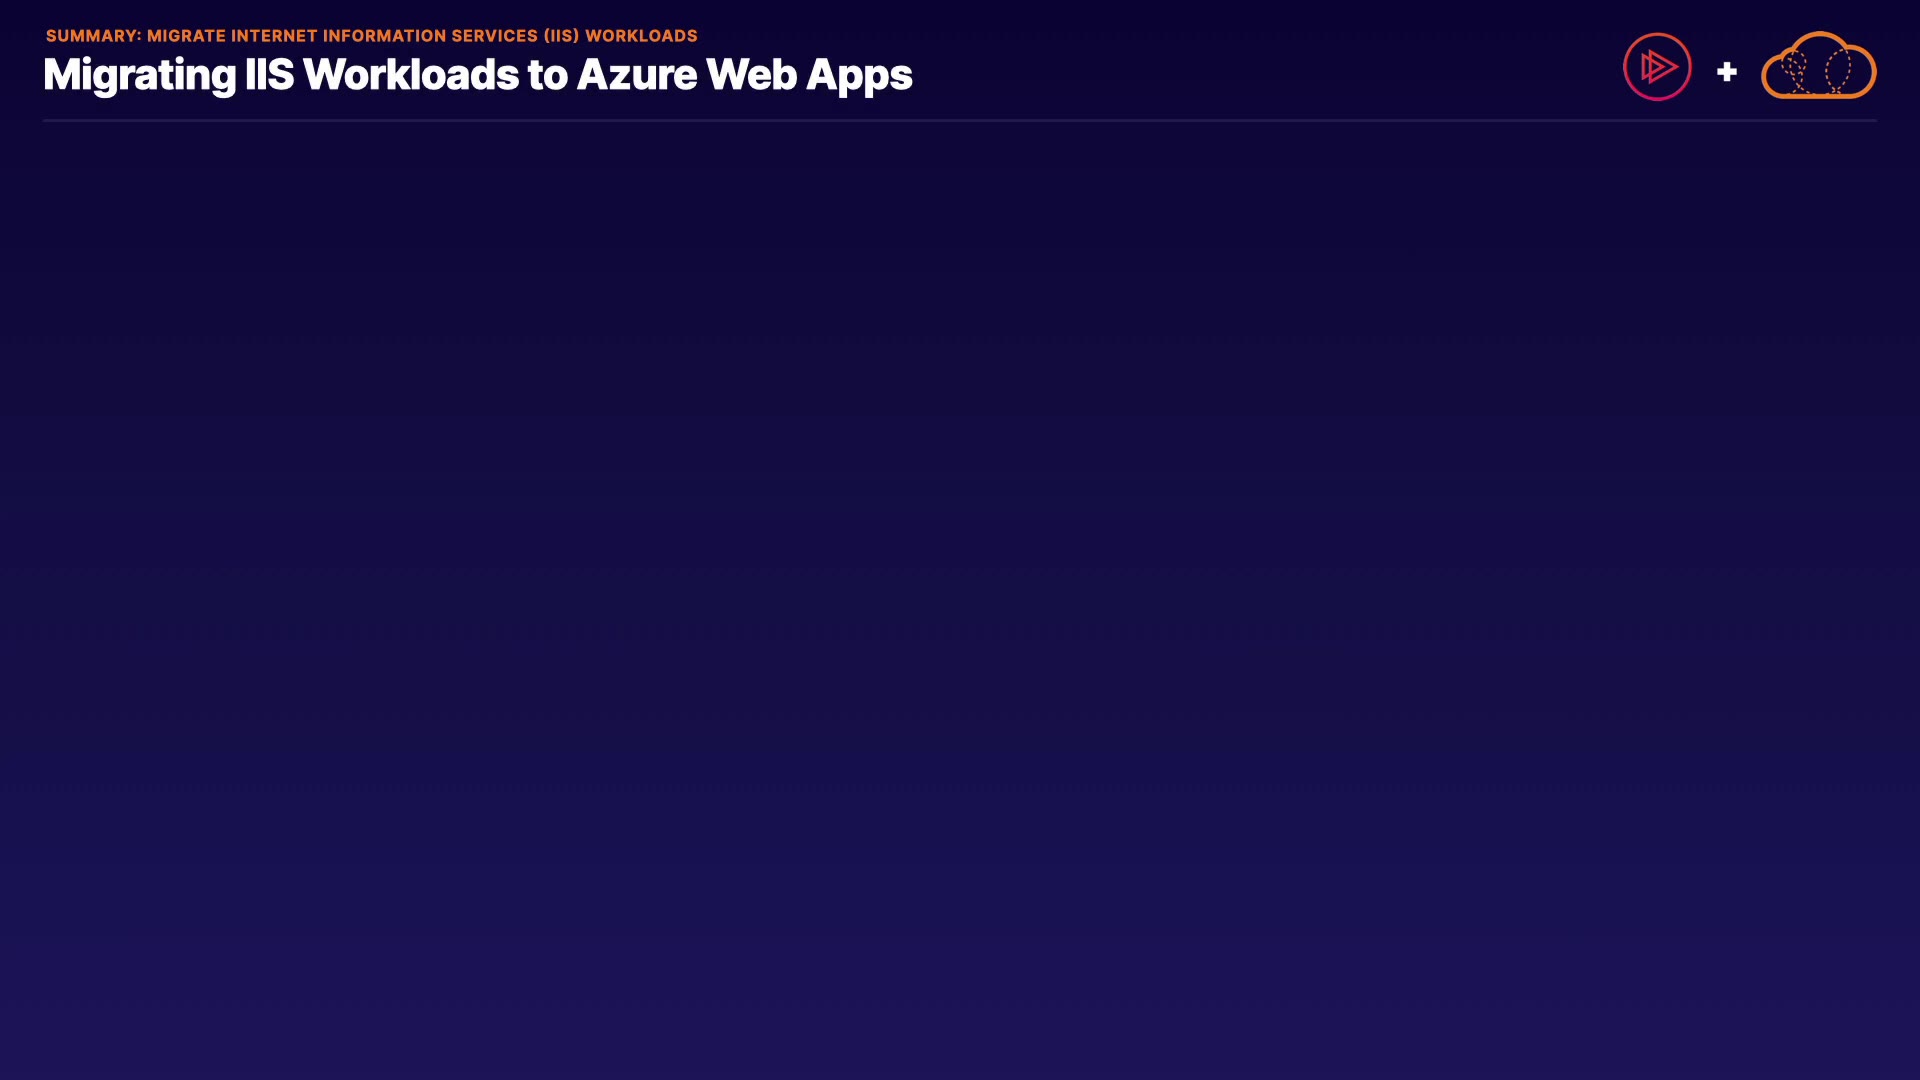 SUMMARY: MIGRATE INTERNET INFORMATION SERVICES (IIS) WORKLOADS
Migrating IIS Workloads to Azure Web Apps